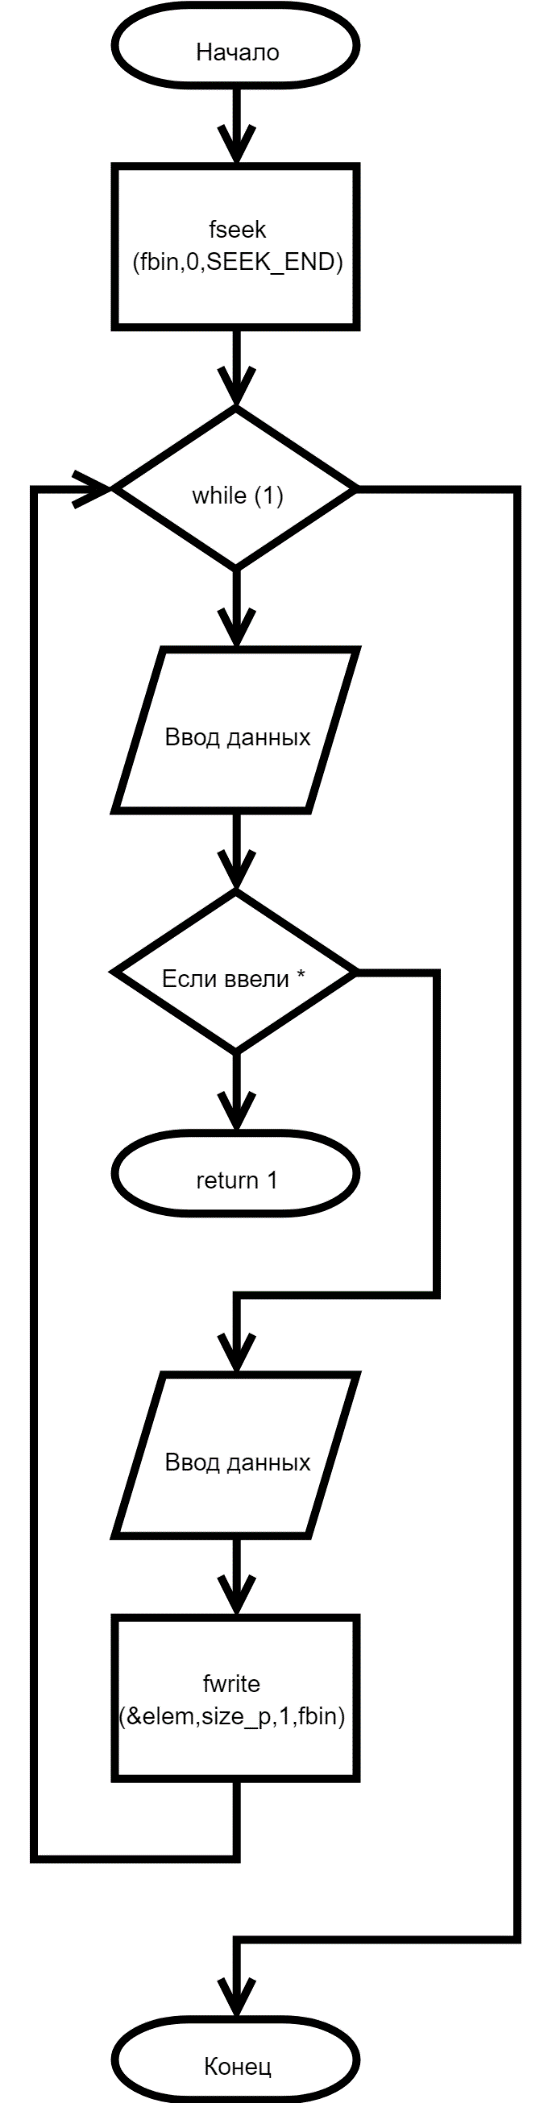 Начало
fseek
(fbin,0,SEEK_END)
while (1)
Ввод данных
Если ввели *
return 1
Ввод данных
fwrite
(&elem,size_p,1,fbin)
Конец